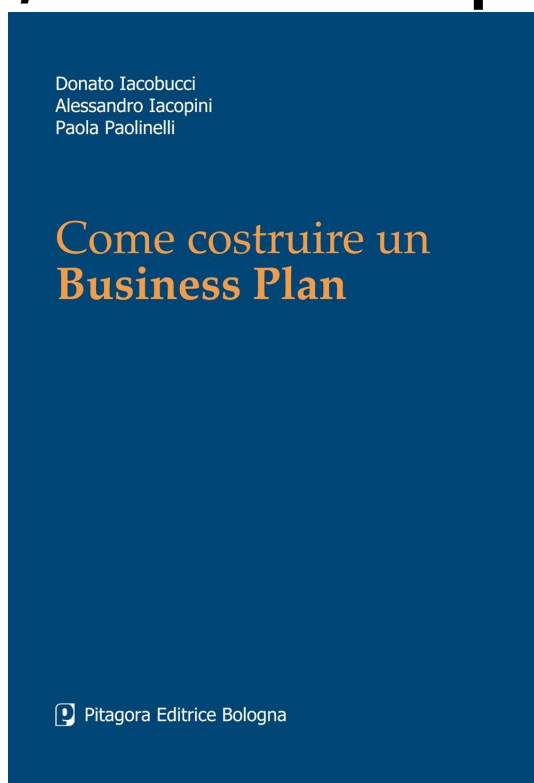 Donato Iacobucci
Alessandro Iacopini
Paola Paolinelli
Come costruire un
Business Plan
Pitagora Editrice Bologna